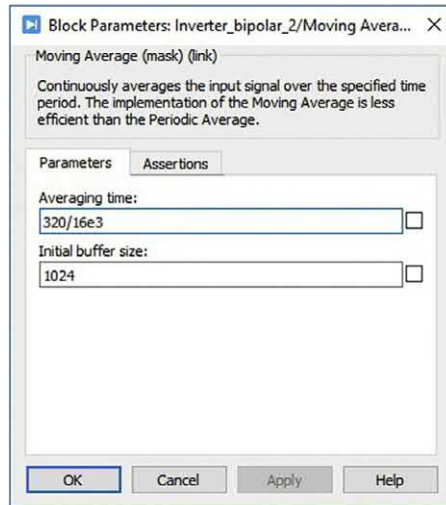 Block Parameters: Inverter_bipolar_2/Moving Avera...
Moving Average (mask) (link)
Continuously averages the input signal over the specified time
period. The implementation of the Moving Average is less
efficient than the Periodic Average.
Parameters Assertions
Averaging time:
320/16e3
Initial buffer size:
1024
OK Cancel Apply Help